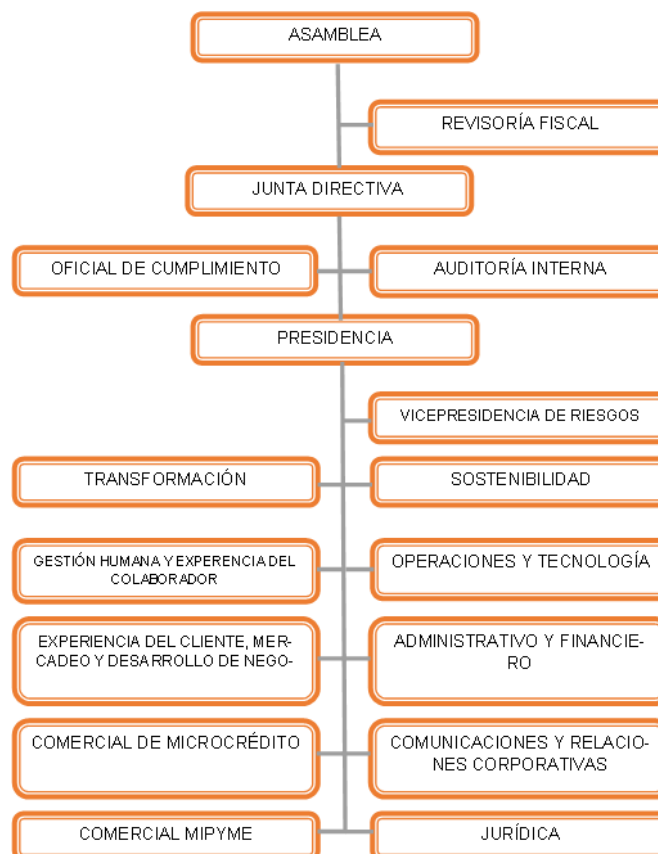 ASAMBLEA
REVISORÍA FISCAL
JUNTA DIRECTIVA
OFICIAL DE CUMPLIMIENTO
AUDITORÍA INTERNA
PRESIDENCIA
VICEPRESIDENCIA DE RIESGOS
TRANSFORMACIÓN
SOSTENIBILIDAD
GESTIÓN HUMANA Y EXPERENCIA DEL
COLABORADOR
OPERACIONES Y TECNOLOGÍA
EXPERIENCIA DEL CLIENTE, MER-
CADEO Y DESARROLLO DE NEGO-
ADMINISTRATIVO Y FINANCIE-
RO
COMERCIAL DE MICROCRÉDITO
COMUNICACIONES Y RELACIO-
NES CORPORATIVAS
COMERCIAL MIPYME
JURÍDICA